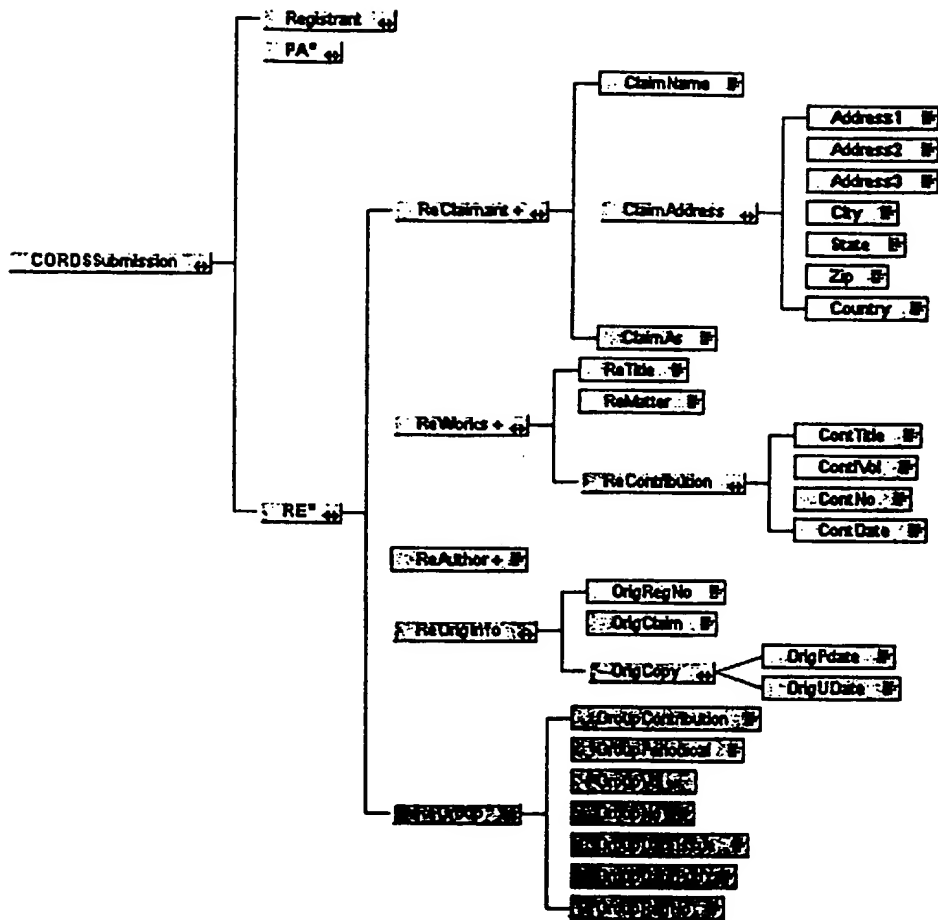 Registrant
PA*
ClaimName
Address1
Address2
Address3
ReClaimant +
ClaimAddress
City
State
CORDSSubmission
Zip
Country
ClaimAs
ReTitle
ReMatter
ReWorks +
ContTitle
ContVol
ReContribution
ContNo
RE*
ContDate
ReAuthor +
OrigRegNo
OrigClaim
ReOrigInfo
OrigCopy
OrigPdate
OrigUDate
GroupContribution
GroupPeriodical